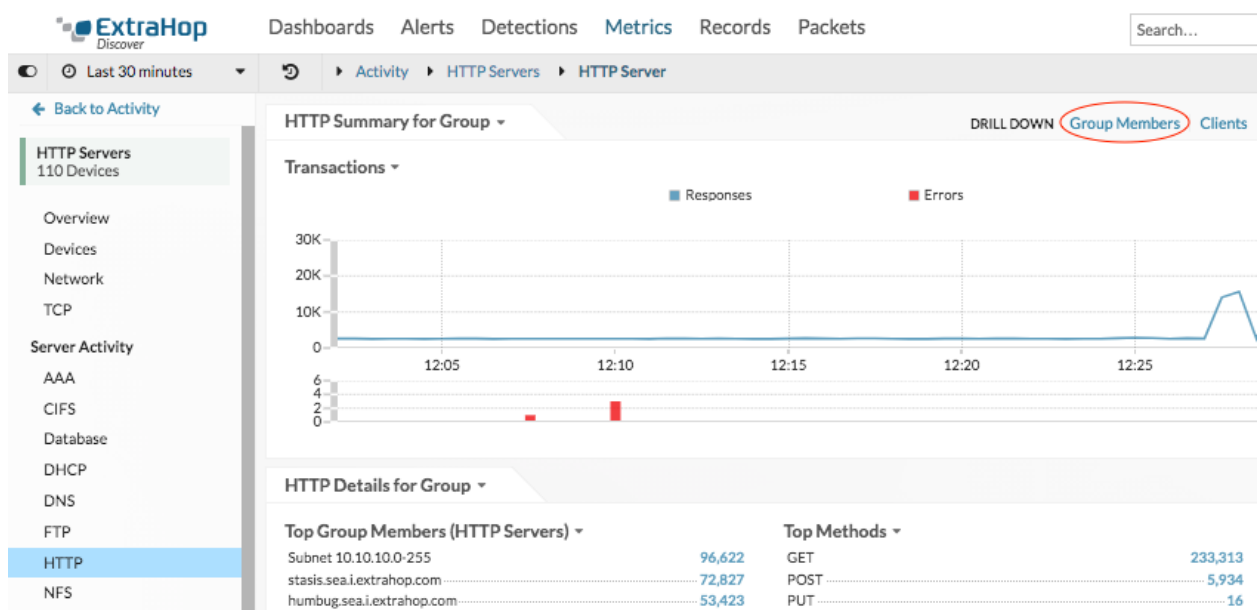 ExtraHop
Discover
Dashboards Alerts Detections Metrics Records Packets
Search...
Last 30 minutes
Activity HTTP Servers HTTP Server
Back to Activity
HTTP Servers
110 Devices
Overview
Devices
Network
TCP
Server Activity
AAA
CIFS
Database
DHCP
DNS
FTP
HTTP
NFS
HTTP Summary for Group
DRILL DOWN Group Members Clients
Transactions
Responses Errors
30K
20K
10K
0
12:05 12:10 12:15 12:20 12:25
6
4
2
0
HTTP Details for Group
Top Group Members (HTTP Servers)
Subnet 10.10.10.0-255 96,622
stasis.sea.i.extrahop.com 72,827
humbug.sea.i.extrahop.com 53,423
Top Methods
GET 233,313
POST 5,934
PUT 16